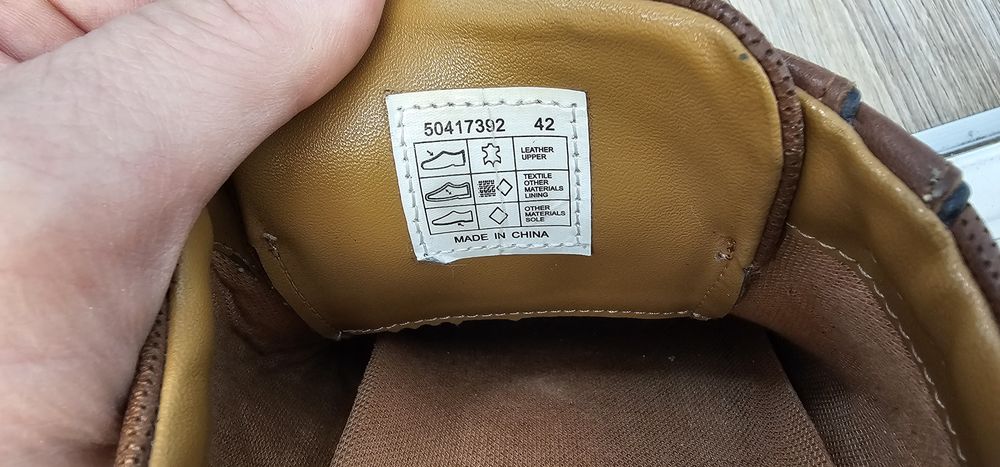 50417392 42
LEATHER
UPPER
TEXTILE
OTHER
MATERIALS
LINING
OTHER
MATERIALS
SOLE
MADE IN CHINA